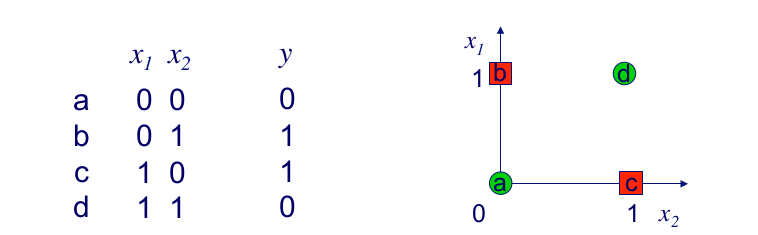 x1 x2 y
a 0 0 0
b 0 1 1
c 1 0 1
d 1 1 0
x1
1 b d
a c
0 1 x2